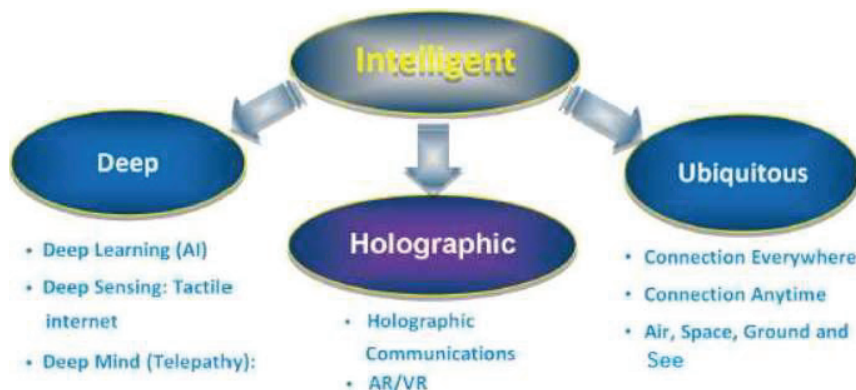 Intelligent
Deep
• Deep Learning (AI)
• Deep Sensing: Tactile
internet
• Deep Mind (Telepathy):
Holographic
• Holographic
Communications
• AR/VR
Ubiquitous
• Connection Everywhere
• Connection Anytime
• Air, Space, Ground and
See